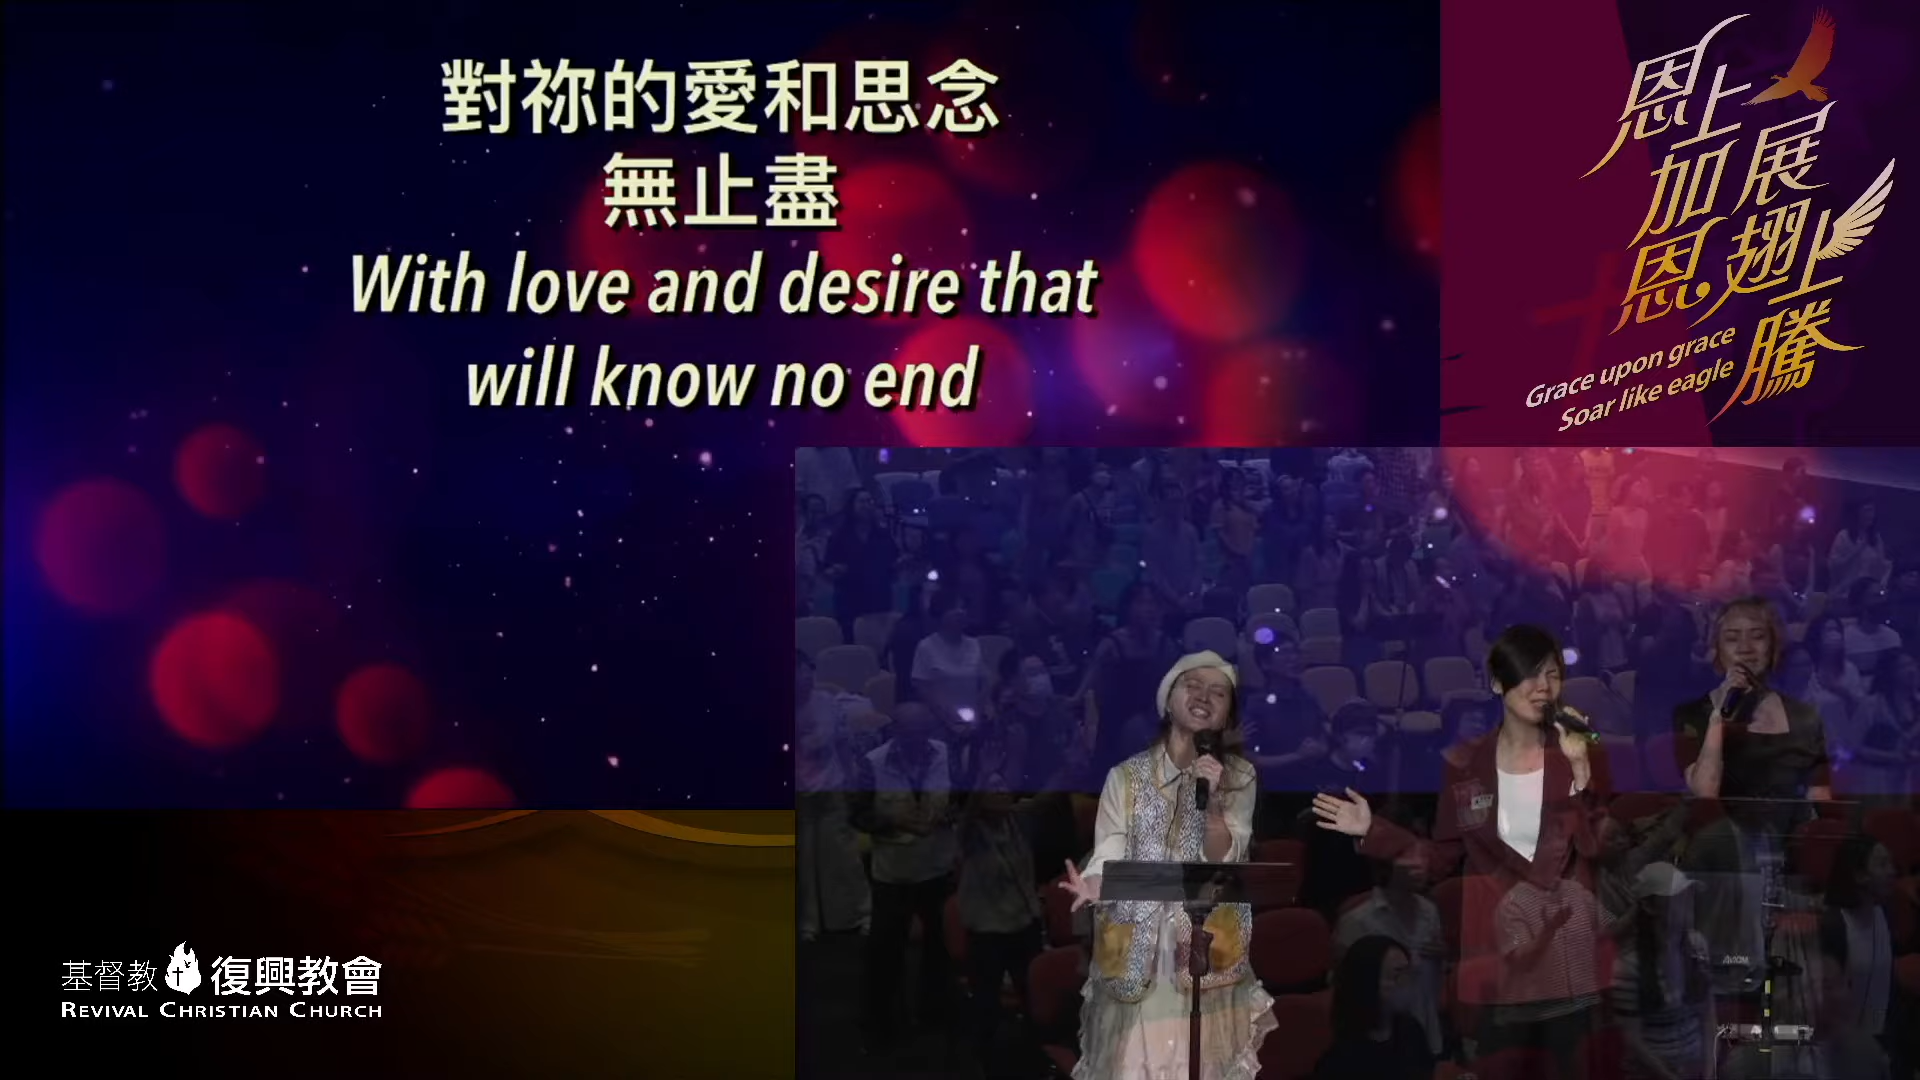 對祢的愛和思念
無止盡
With love and desire that
will know no end
恩上加恩
展翅上騰
Grace upon grace
Soar like eagle
基督教 復興教會
REVIVAL CHRISTIAN CHURCH
AVIOM